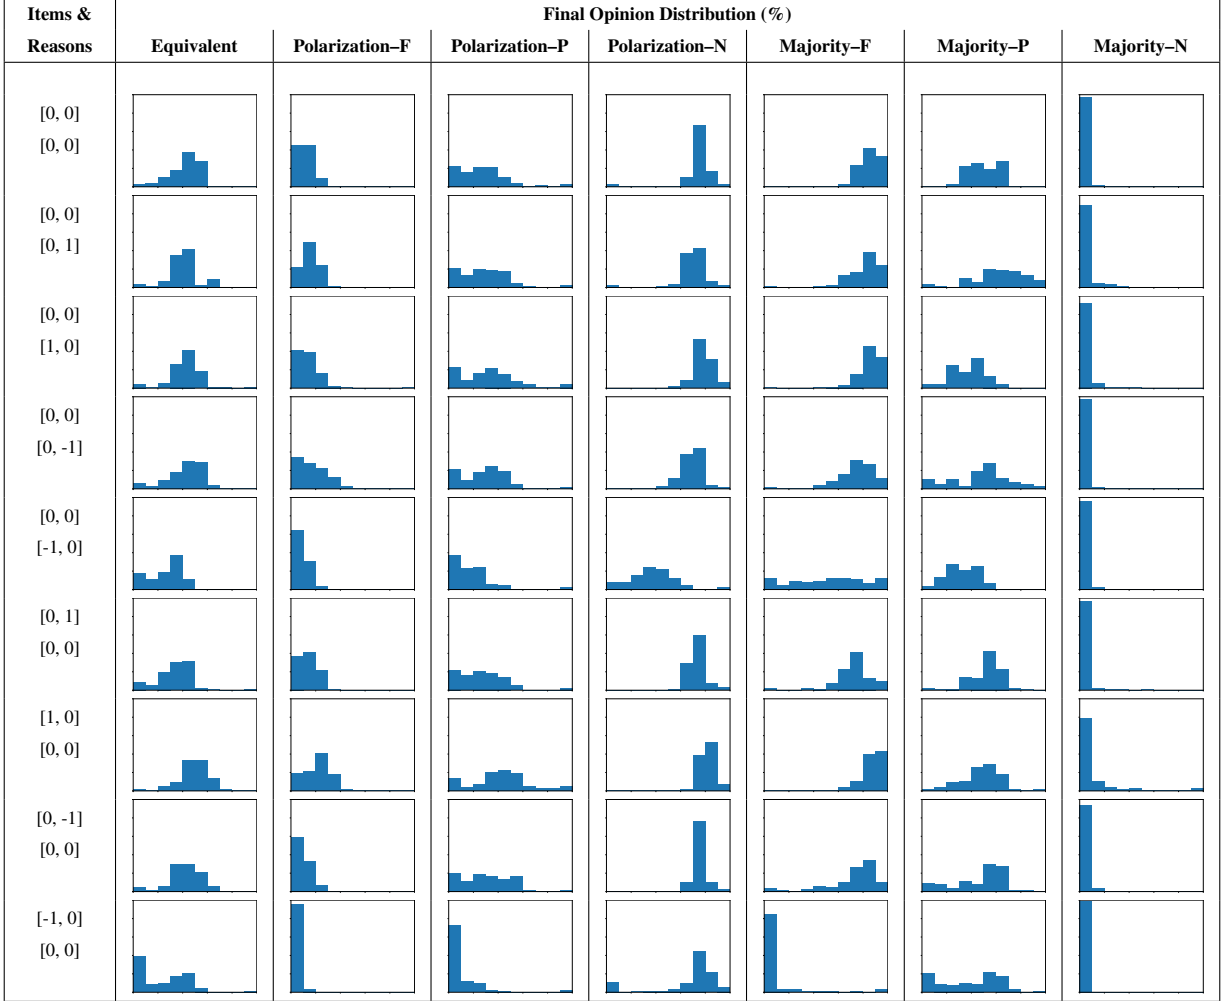 Items &
Final Opinion Distribution (%)
Reasons
Equivalent
Polarization–F
Polarization–P
Polarization–N
Majority–F
Majority–P
Majority–N
[0, 0]
[0, 0]
[0, 0]
[0, 1]
[0, 0]
[1, 0]
[0, 0]
[0, -1]
[0, 0]
[-1, 0]
[0, 1]
[0, 0]
[1, 0]
[0, 0]
[0, -1]
[0, 0]
[-1, 0]
[0, 0]